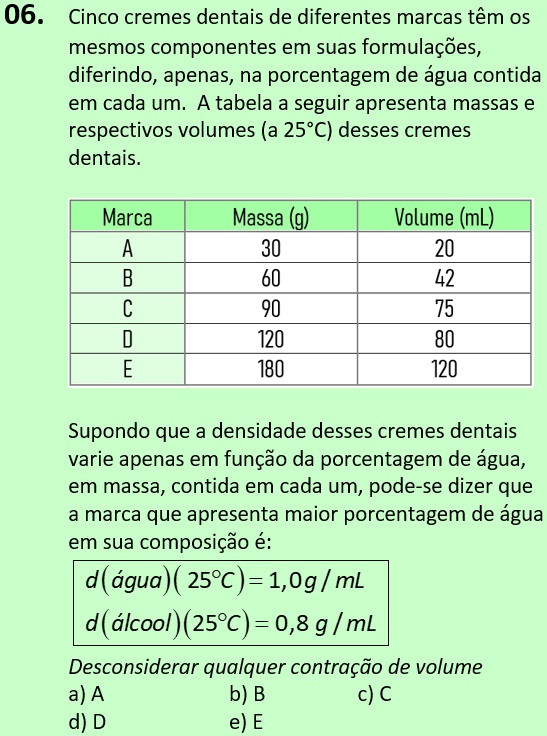 06. Cinco cremes dentais de diferentes marcas têm os
mesmos componentes em suas formulações,
diferindo, apenas, na porcentagem de água contida
em cada um. A tabela a seguir apresenta massas e
respectivos volumes (a 25°C) desses cremes
dentais.
Marca Massa (g) Volume (mL)
A 30 20
B 60 42
C 90 75
D 120 80
E 180 120
Supondo que a densidade desses cremes dentais
varie apenas em função da porcentagem de água,
em massa, contida em cada um, pode-se dizer que
a marca que apresenta maior porcentagem de água
em sua composição é:
d(água)(25°C)=1,0g/mL
d(álcool)(25°C)=0,8 g/mL
Desconsiderar qualquer contração de volume
a) A b) B c) C
d) D e) E